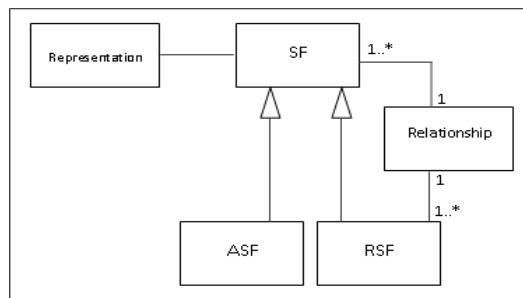 Representation
SF
1..*
1
Relationship
1
1..*
ASF
RSF